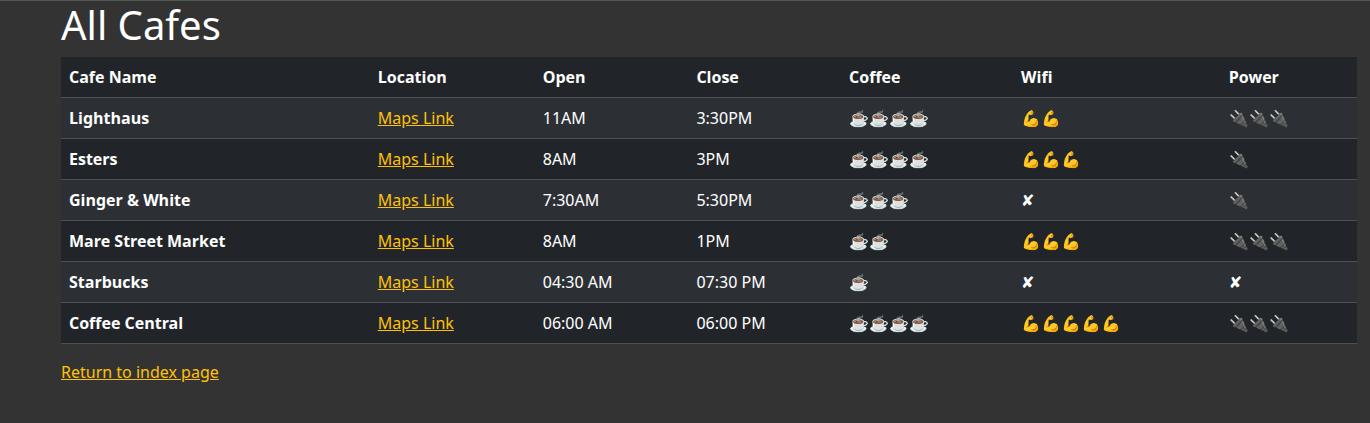 All Cafes
Cafe Name Location Open Close Coffee Wifi Power
Lighthaus Maps Link 11AM 3:30PM ☕☕☕☕ 💪💪 🔌🔌🔌
Esters Maps Link 8AM 3PM ☕☕☕☕ 💪💪💪 🔌
Ginger & White Maps Link 7:30AM 5:30PM ☕☕☕ ✘ 🔌
Mare Street Market Maps Link 8AM 1PM ☕☕ 💪💪💪 🔌🔌🔌
Starbucks Maps Link 04:30 AM 07:30 PM ☕ ✘ ✘
Coffee Central Maps Link 06:00 AM 06:00 PM ☕☕☕☕ 💪💪💪💪💪 🔌🔌🔌
Return to index page